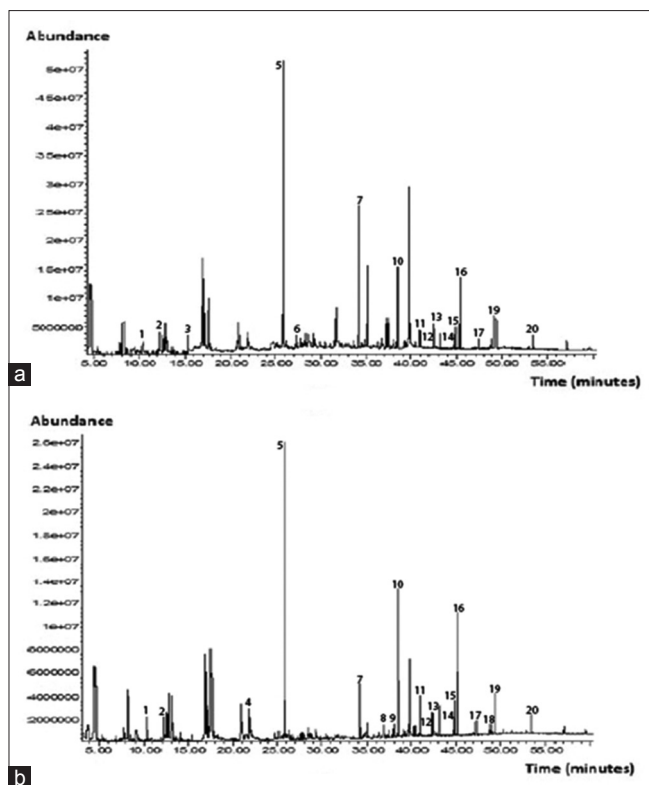 Abundance
5e+07
4.5e+07
4e+07
3.5e+07
3e+07
2.5e+07
2e+07
1.5e+07
1e+07
5000000
5.00 10.00 15.00 20.00 25.00 30.00 35.00 40.00 45.00 50.00 55.00
Time (minutes)
1 2 3 5 6 7 10 11 12 13 14 15 16 17 19 20
a
Abundance
2.6e+07
2.4e+07
2.2e+07
2e+07
1.8e+07
1.6e+07
1.4e+07
1.2e+07
1e+07
8000000
6000000
4000000
2000000
5.00 10.00 15.00 20.00 25.00 30.00 35.00 40.00 45.00 50.00 55.00
Time (minutes)
1 2 4 5 7 8 9 10 11 12 13 14 15 16 17 18 19 20
b